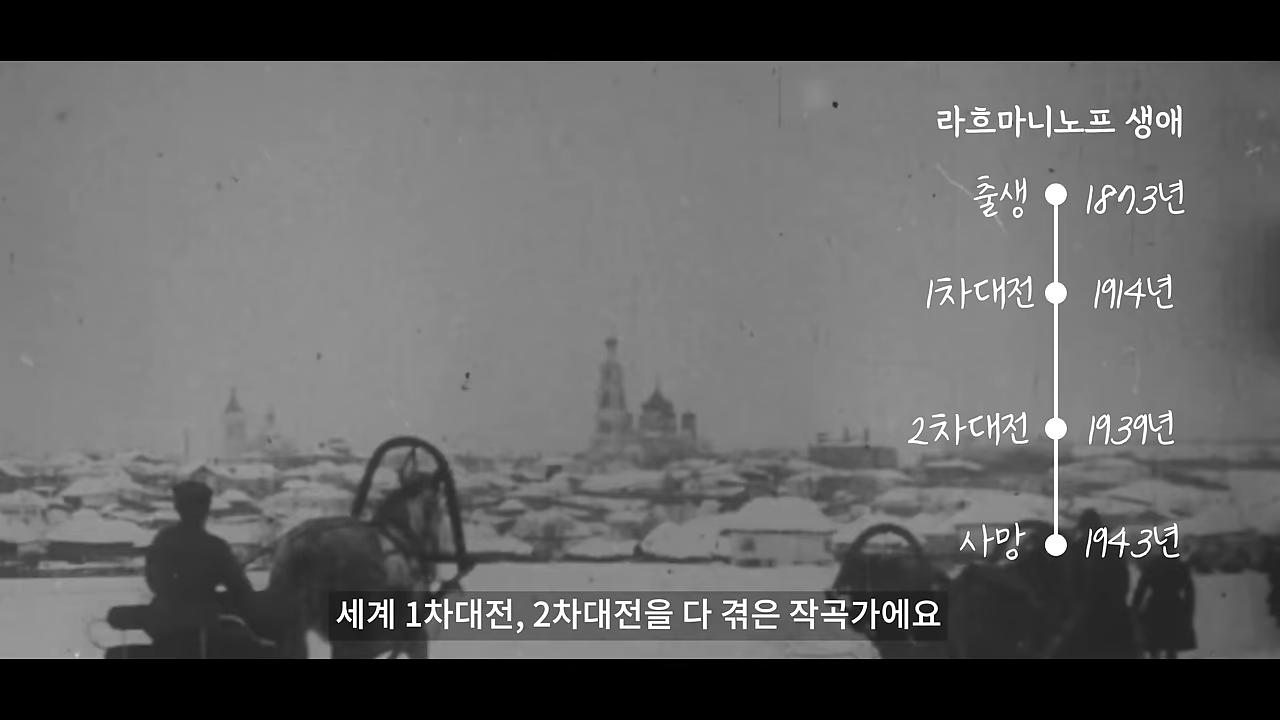 라흐마니노프 생애
출생 1873년
1차대전 1914년
2차대전 1939년
사망 1943년
세계 1차대전, 2차대전을 다 겪은 작곡가에요